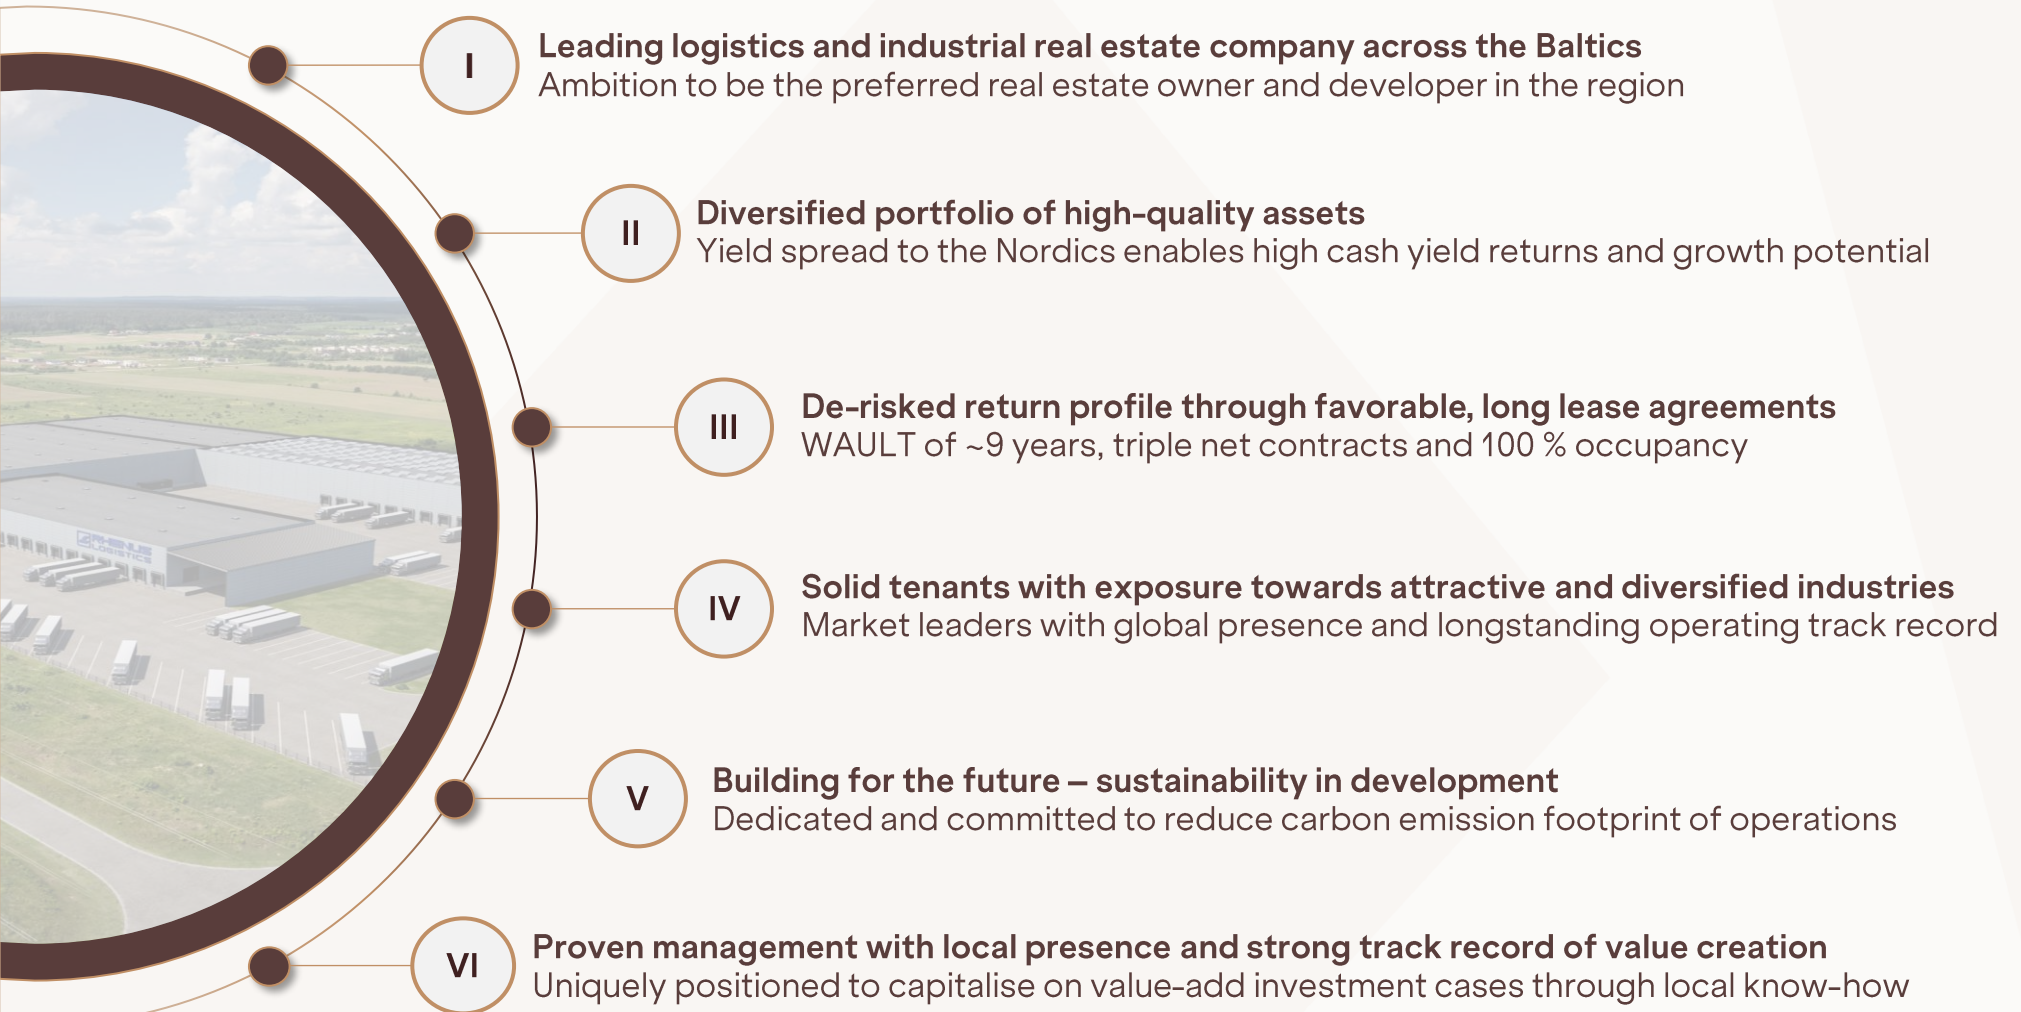 I
Leading logistics and industrial real estate company across the Baltics
Ambition to be the preferred real estate owner and developer in the region
II
Diversified portfolio of high-quality assets
Yield spread to the Nordics enables high cash yield returns and growth potential
III
De-risked return profile through favorable, long lease agreements
WAULT of ~9 years, triple net contracts and 100 % occupancy
IV
Solid tenants with exposure towards attractive and diversified industries
Market leaders with global presence and longstanding operating track record
RHENUS
LOGISTICS
V
Building for the future – sustainability in development
Dedicated and committed to reduce carbon emission footprint of operations
VI
Proven management with local presence and strong track record of value creation
Uniquely positioned to capitalise on value-add investment cases through local know-how